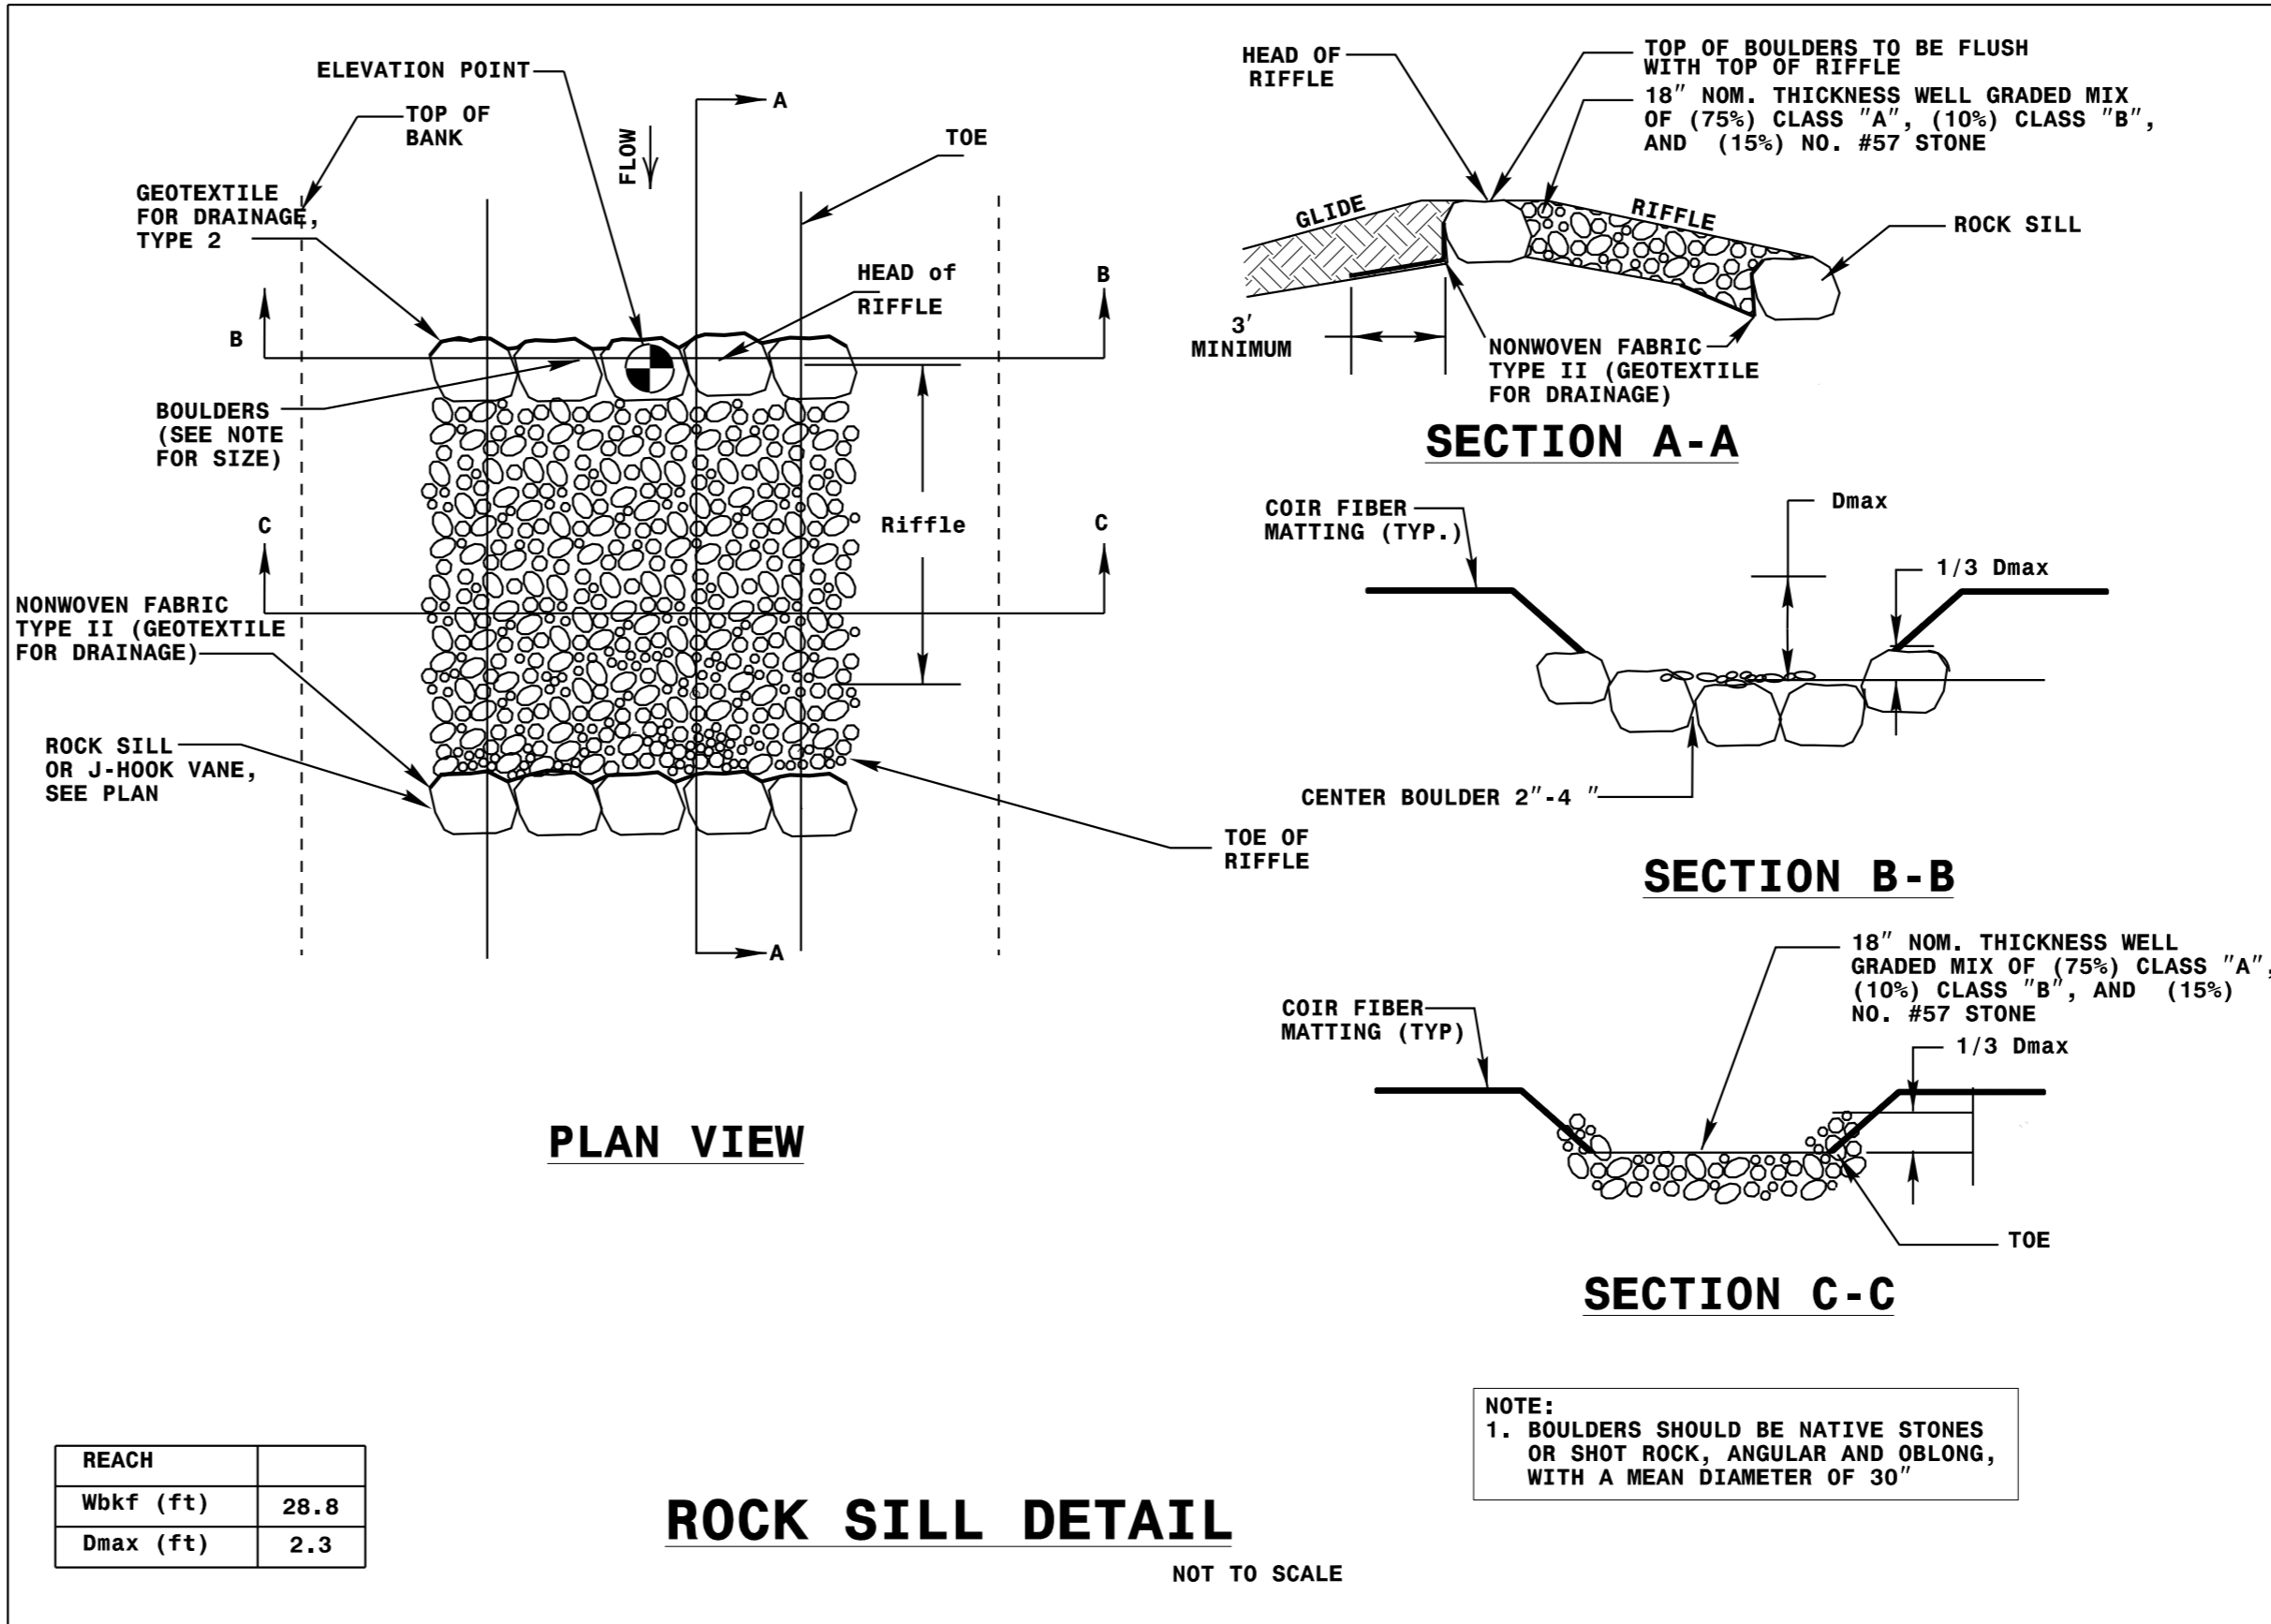 ELEVATION POINT
TOP OF
BANK
FLOW
A
TOE
GEOTEXTILE
FOR DRAINAGE,
TYPE 2
HEAD of
RIFFLE
B
B
BOULDERS
(SEE NOTE
FOR SIZE)
C
Riffle
C
NONWOVEN FABRIC
TYPE II (GEOTEXTILE
FOR DRAINAGE)
ROCK SILL
OR J-HOOK VANE,
SEE PLAN
TOE OF
RIFFLE
A
PLAN VIEW
HEAD OF
RIFFLE
TOP OF BOULDERS TO BE FLUSH
WITH TOP OF RIFFLE
18" NOM. THICKNESS WELL GRADED MIX
OF (75%) CLASS "A", (10%) CLASS "B",
AND (15%) NO. #57 STONE
GLIDE
RIFFLE
ROCK SILL
3'
MINIMUM
NONWOVEN FABRIC
TYPE II (GEOTEXTILE
FOR DRAINAGE)
SECTION A-A
COIR FIBER
MATTING (TYP.)
Dmax
1/3 Dmax
CENTER BOULDER 2"-4 "
SECTION B-B
18" NOM. THICKNESS WELL
GRADED MIX OF (75%) CLASS "A",
(10%) CLASS "B", AND (15%)
NO. #57 STONE
COIR FIBER
MATTING (TYP)
1/3 Dmax
TOE
SECTION C-C
NOTE:
1. BOULDERS SHOULD BE NATIVE STONES
OR SHOT ROCK, ANGULAR AND OBLONG,
WITH A MEAN DIAMETER OF 30"
REACH
Wbkf (ft) 28.8
Dmax (ft) 2.3
ROCK SILL DETAIL
NOT TO SCALE